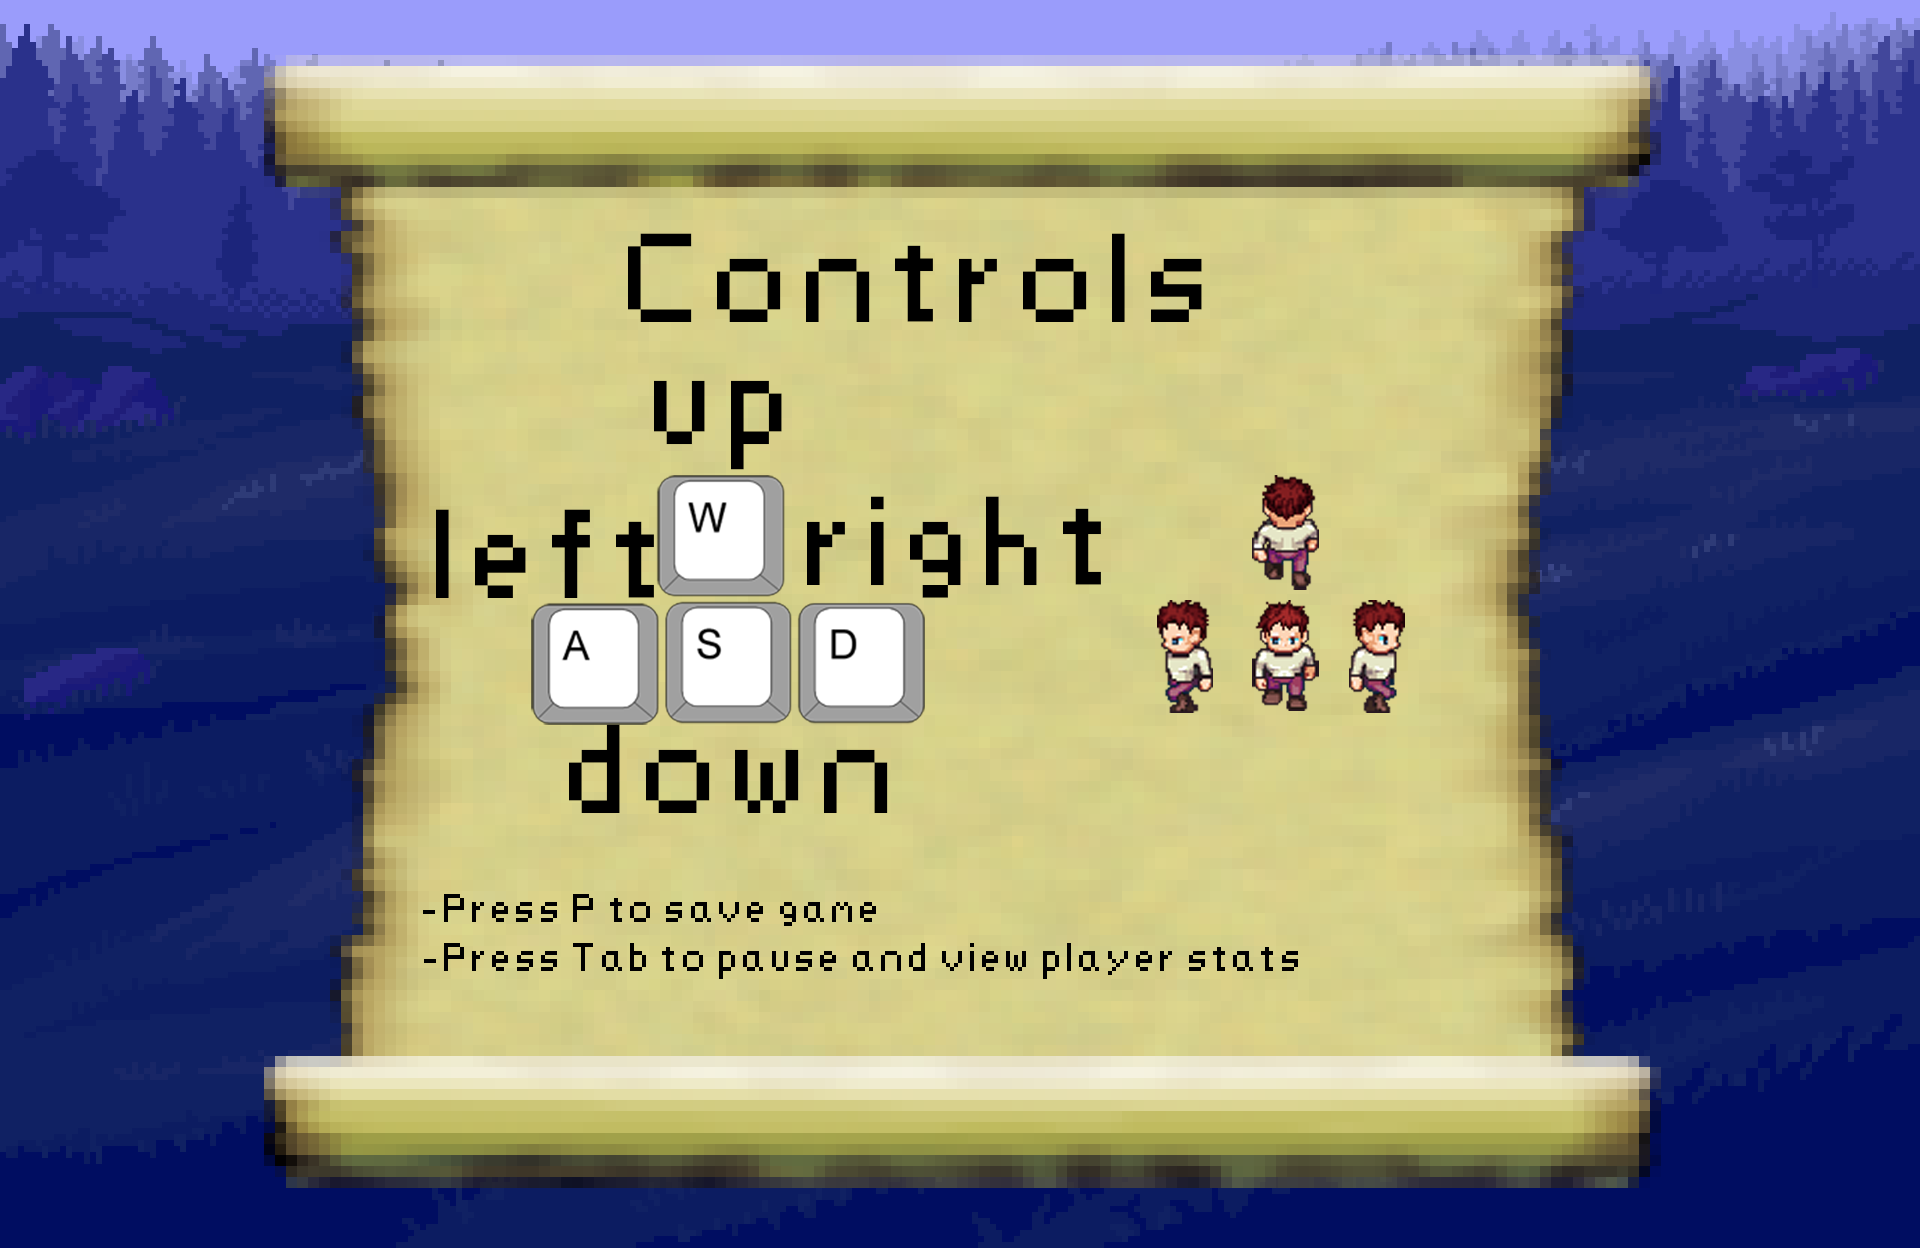 Controls
up
left W right
A S D
down
-Press P to save game
-Press Tab to pause and view player stats